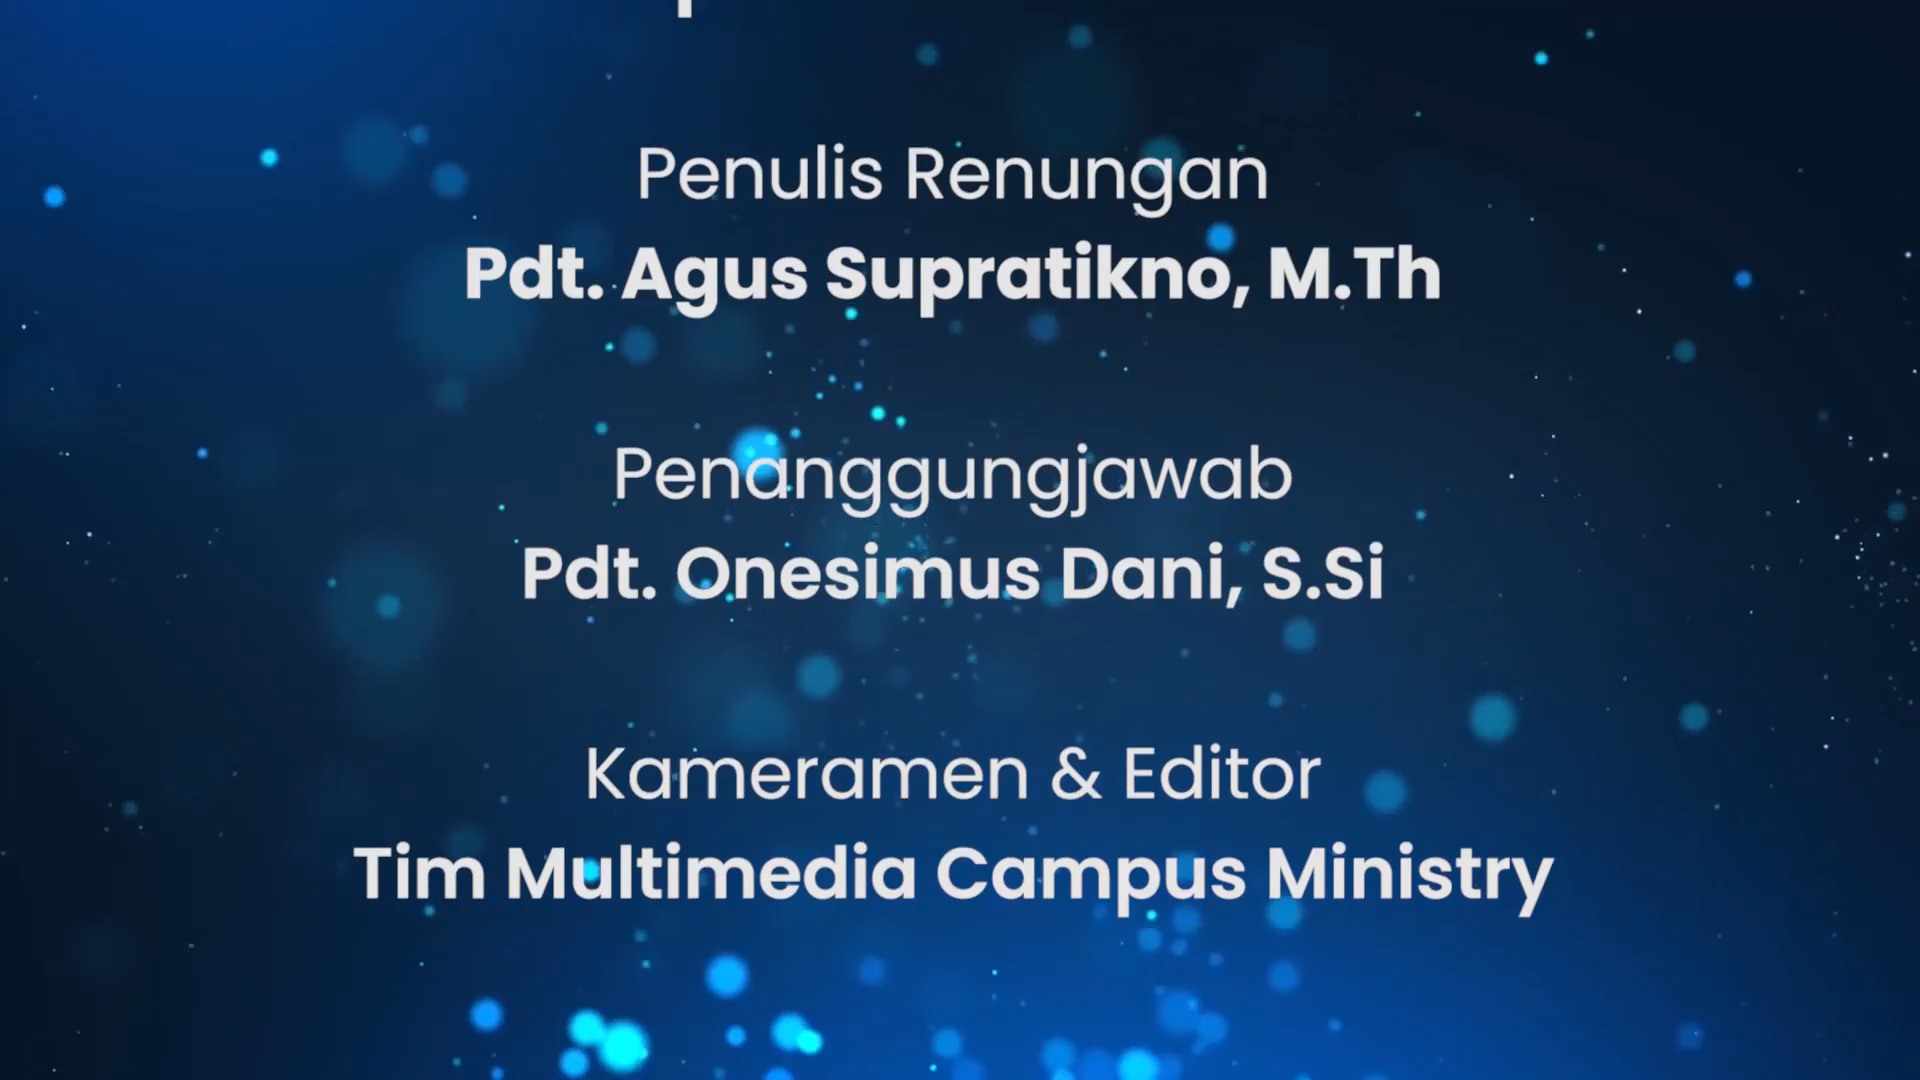 Penulis Renungan
Pdt. Agus Supratikno, M.Th
Penanggungjawab
Pdt. Onesimus Dani, S.Si
Kameramen & Editor
Tim Multimedia Campus Ministry